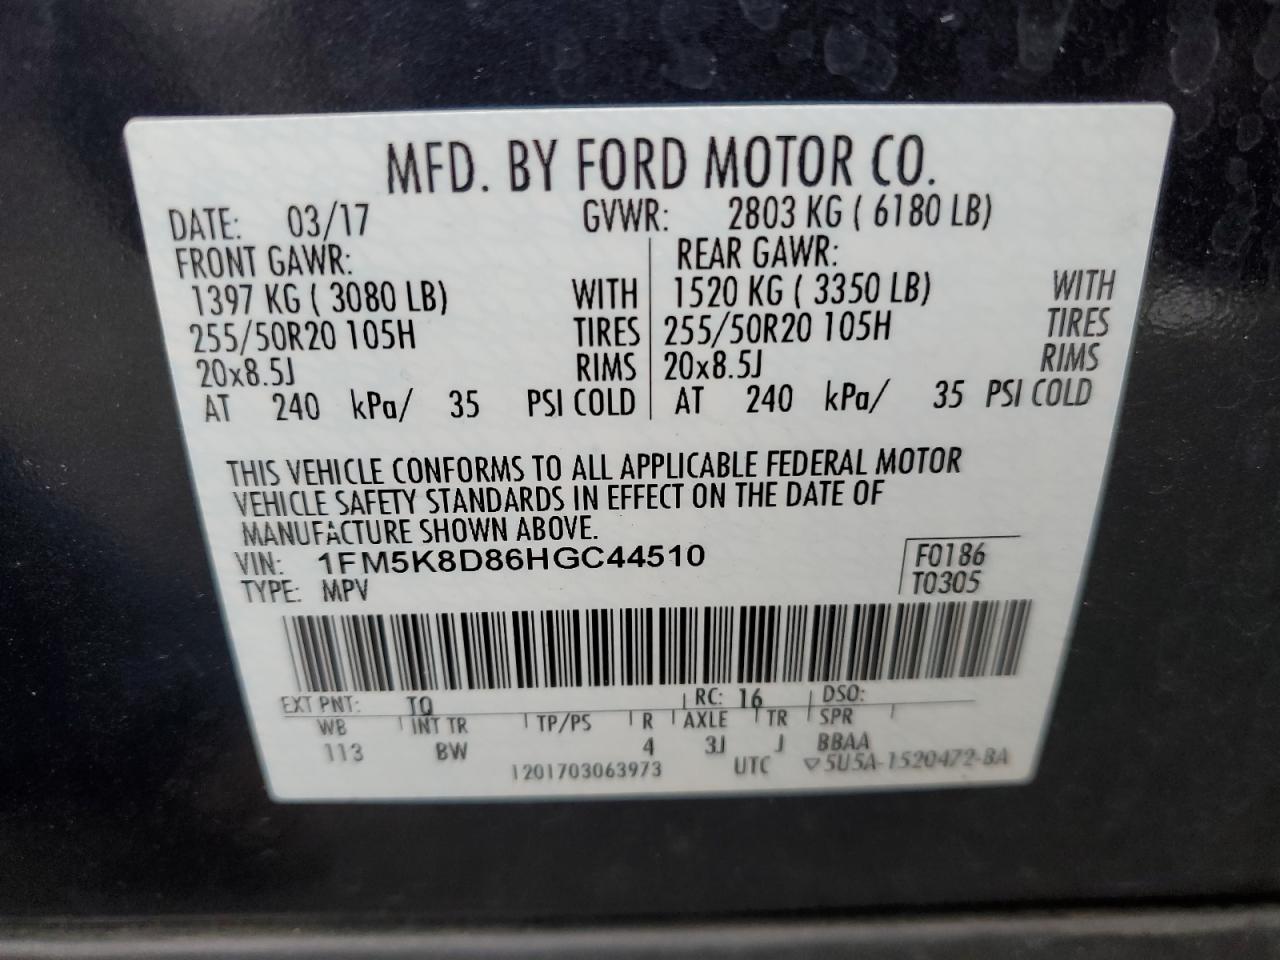 MFD. BY FORD MOTOR CO.
DATE: 03/17 GVWR: 2803 KG ( 6180 LB)
FRONT GAWR: REAR GAWR:
1397 KG ( 3080 LB) WITH 1520 KG ( 3350 LB) WITH
255/50R20 105H TIRES 255/50R20 105H TIRES
20x8.5J RIMS 20x8.5J RIMS
AT 240 kPa/ 35 PSI COLD AT 240 kPa/ 35 PSI COLD
THIS VEHICLE CONFORMS TO ALL APPLICABLE FEDERAL MOTOR
VEHICLE SAFETY STANDARDS IN EFFECT ON THE DATE OF
MANUFACTURE SHOWN ABOVE.
VIN: 1FM5K8D86HGC44510 F0186
TYPE: MPV T0305
EXT PNT: TQ RC: 16 DSO:
WB INT TR TP/PS R AXLE TR SPR
113 BW 4 3J J BBAA
1201703063973 UTC ▽5U5A-1520472-BA